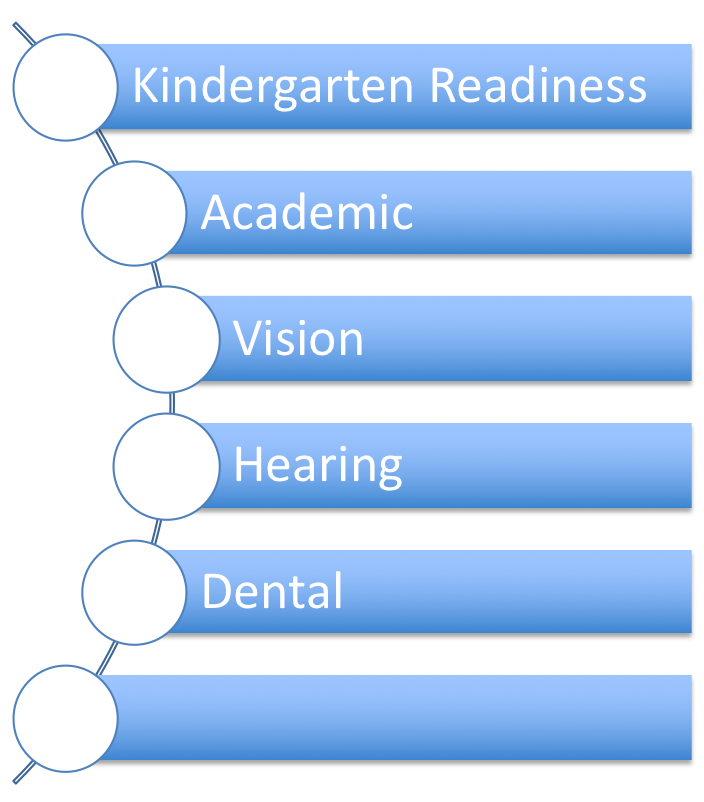 Kindergarten Readiness
Academic
Vision
Hearing
Dental